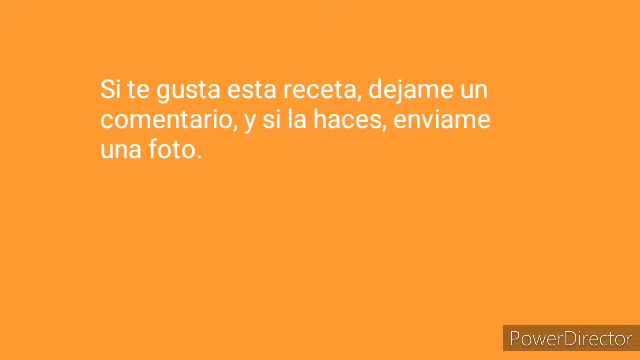 Si te gusta esta receta, dejame un
comentario, y si la haces, enviame
una foto.
PowerDirector